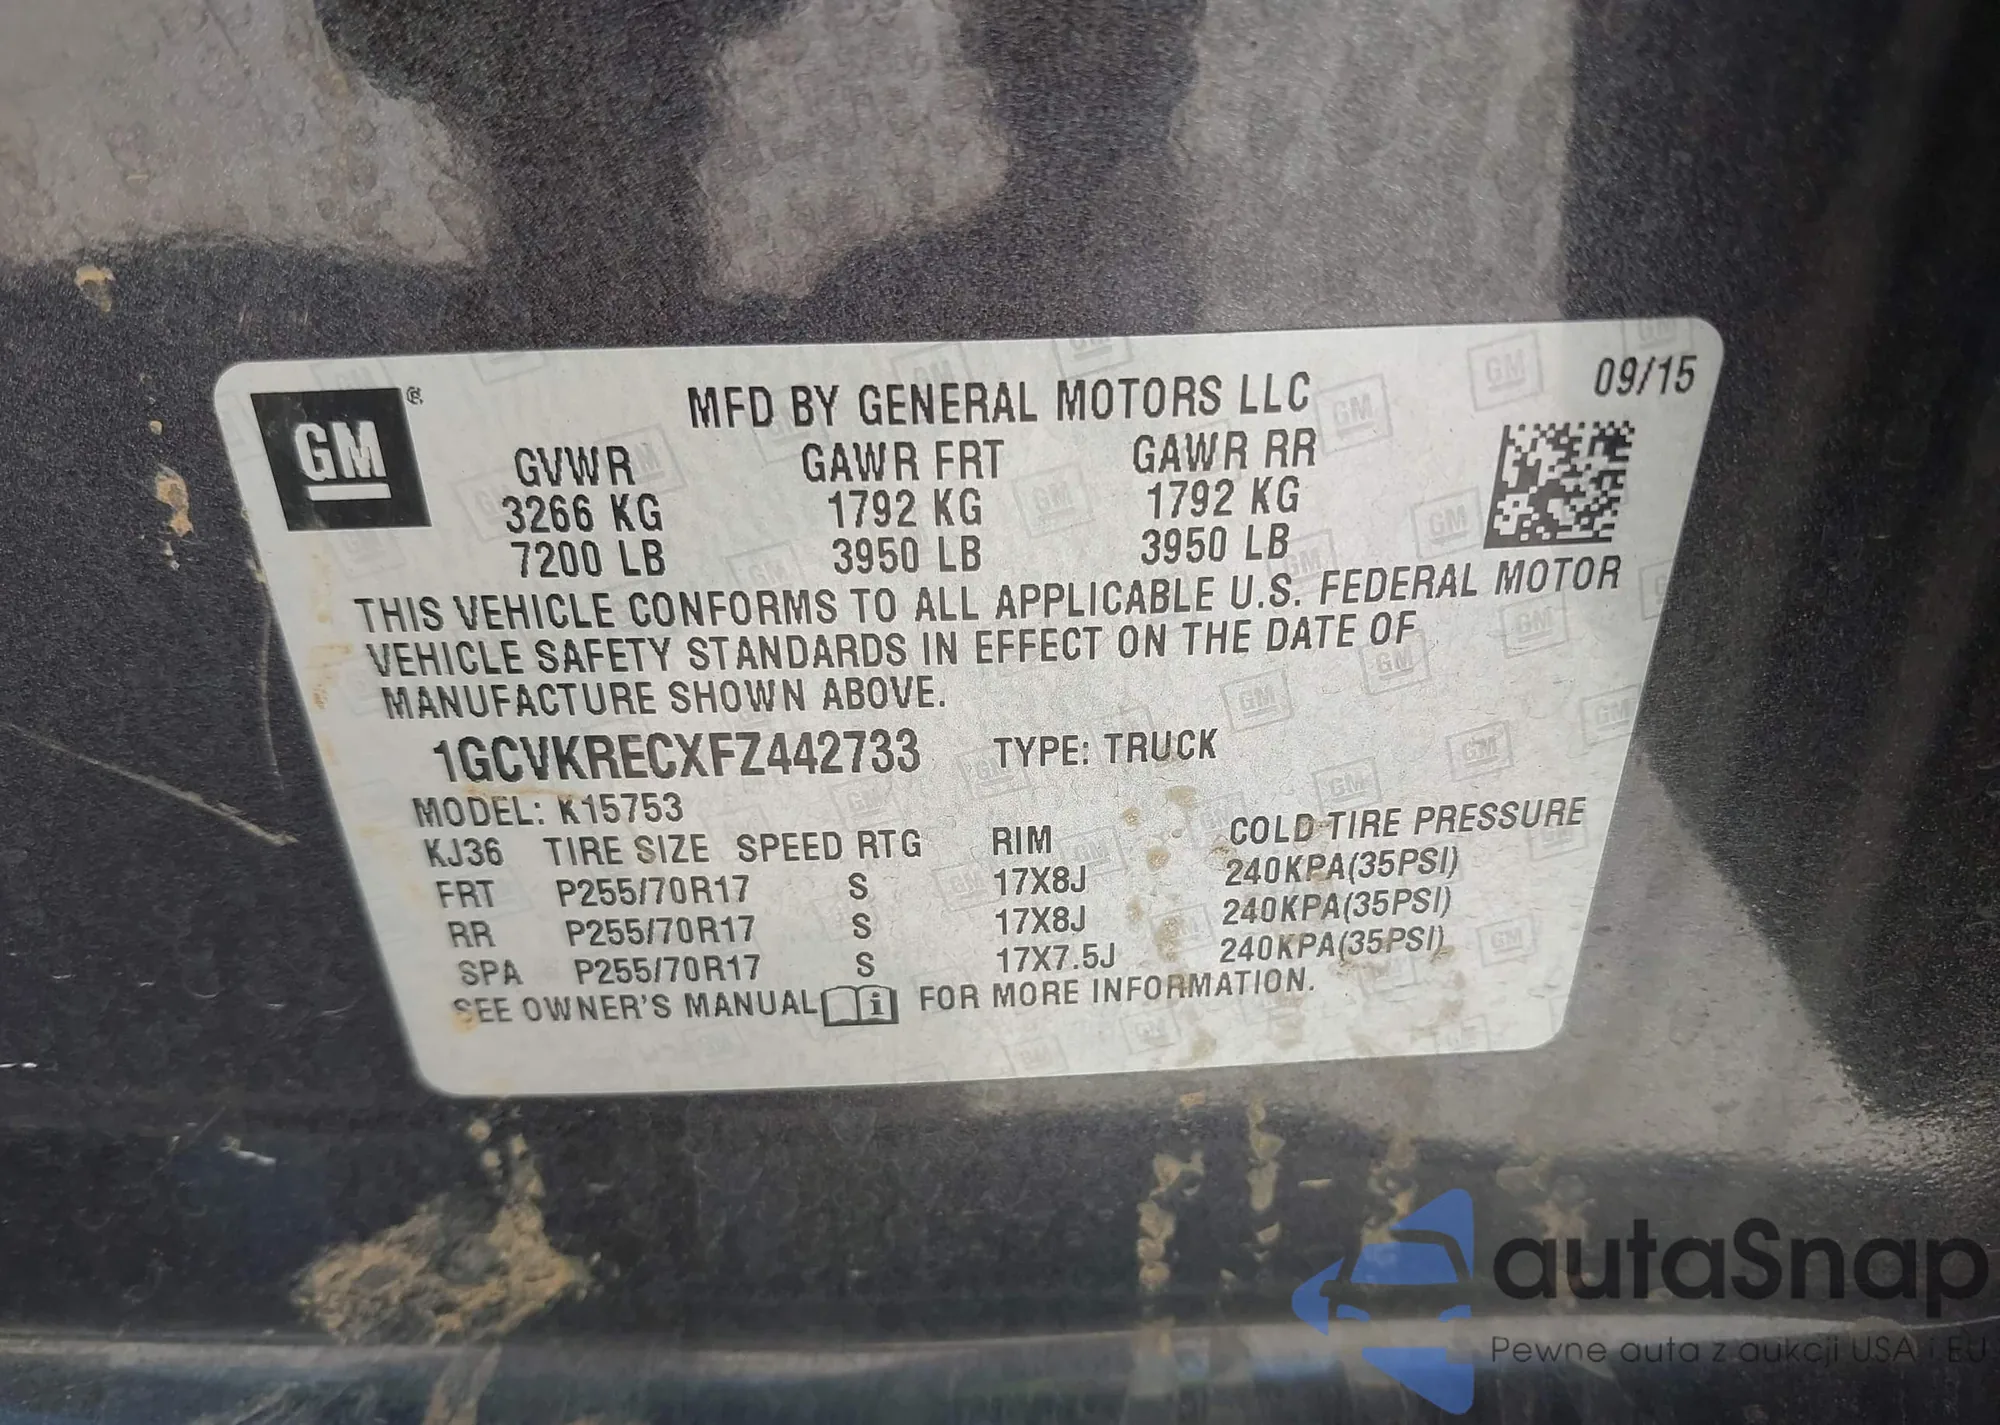 GM
®
09/15
MFD BY GENERAL MOTORS LLC
GVWR GAWR FRT GAWR RR
3266 KG 1792 KG 1792 KG
7200 LB 3950 LB 3950 LB
THIS VEHICLE CONFORMS TO ALL APPLICABLE U.S. FEDERAL MOTOR
VEHICLE SAFETY STANDARDS IN EFFECT ON THE DATE OF
MANUFACTURE SHOWN ABOVE.
1GCVKRECXFZ442733 TYPE: TRUCK
MODEL: K15753
KJ36 TIRE SIZE SPEED RTG RIM COLD TIRE PRESSURE
FRT P255/70R17 S 17X8J 240KPA(35PSI)
RR P255/70R17 S 17X8J 240KPA(35PSI)
SPA P255/70R17 S 17X7.5J 240KPA(35PSI)
SEE OWNER'S MANUAL i FOR MORE INFORMATION.
autaSnap
Pewne auta z aukcji USA i EU